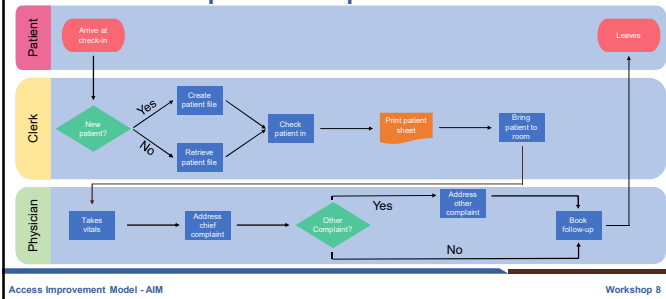 Patient
Arrive at
check-in
Leaves
Clerk
New
patient?
Yes
No
Create
patient file
Retrieve
patient file
Check
patient in
Print patient
sheet
Bring
patient to
room
Physician
Takes
vitals
Address
chief
complaint
Other
Complaint?
Yes
No
Address
other
complaint
Book
follow-up
Access Improvement Model - AIM
Workshop 8